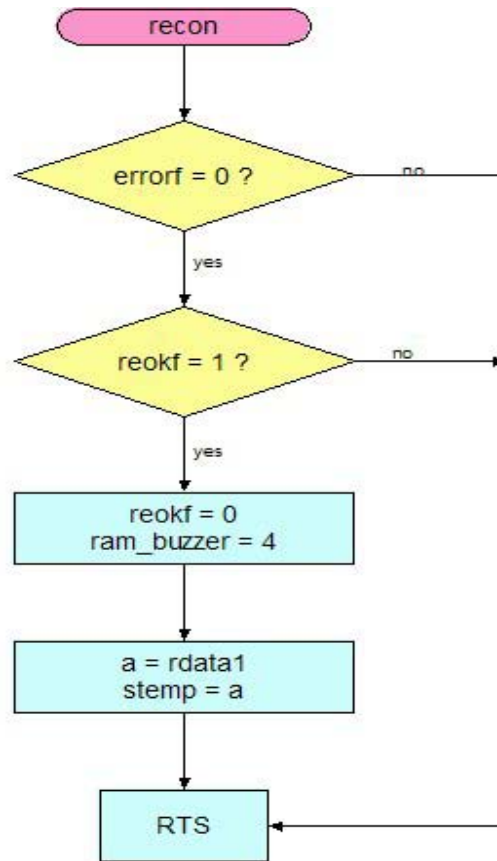 recon
errorf = 0 ?
no
yes
reokf = 1 ?
no
yes
reokf = 0
ram_buzzer = 4
a = rdata1
stemp = a
RTS